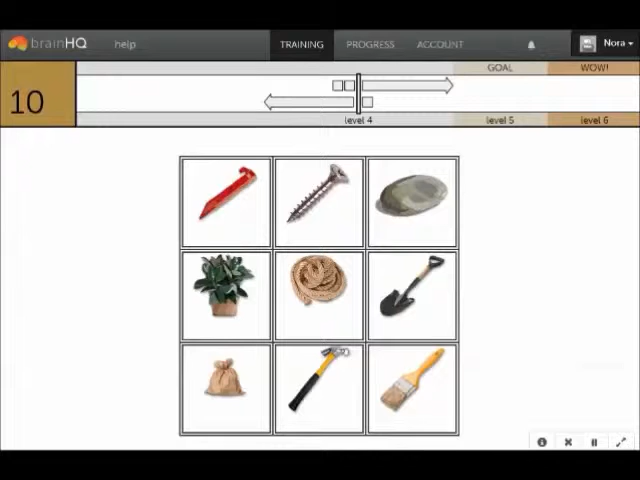 brainHQ help TRAINING PROGRESS ACCOUNT Nora
GOAL WOW!
10
level 4 level 5 level 6